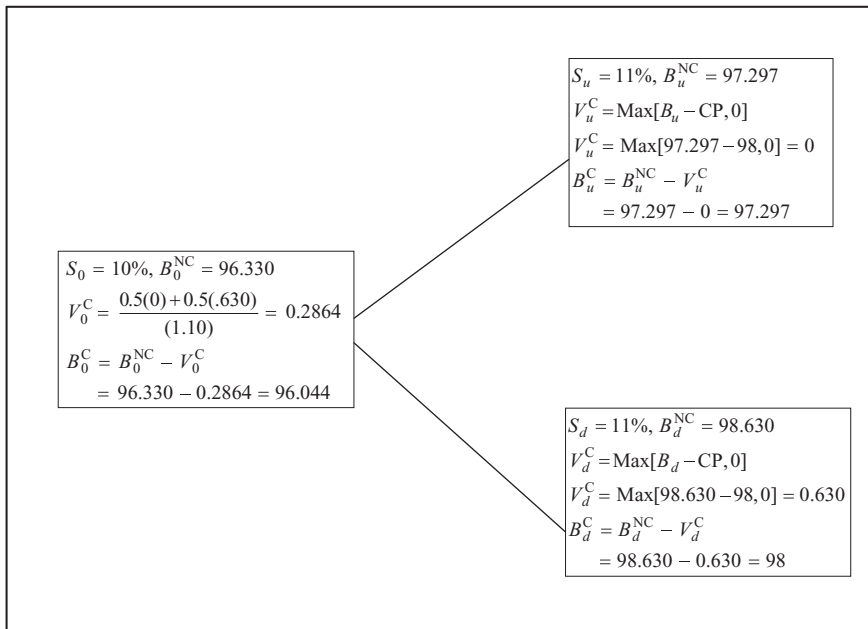 S_u = 11%, B_u^NC = 97.297
V_u^C = Max[B_u − CP, 0]
V_u^C = Max[97.297 − 98, 0] = 0
B_u^C = B_u^NC − V_u^C
= 97.297 − 0 = 97.297
S_0 = 10%, B_0^NC = 96.330
V_0^C = (0.5(0) + 0.5(.630))/(1.10) = 0.2864
B_0^C = B_0^NC − V_0^C
= 96.330 − 0.2864 = 96.044
S_d = 11%, B_d^NC = 98.630
V_d^C = Max[B_d − CP, 0]
V_d^C = Max[98.630 − 98, 0] = 0.630
B_d^C = B_d^NC − V_d^C
= 98.630 − 0.630 = 98